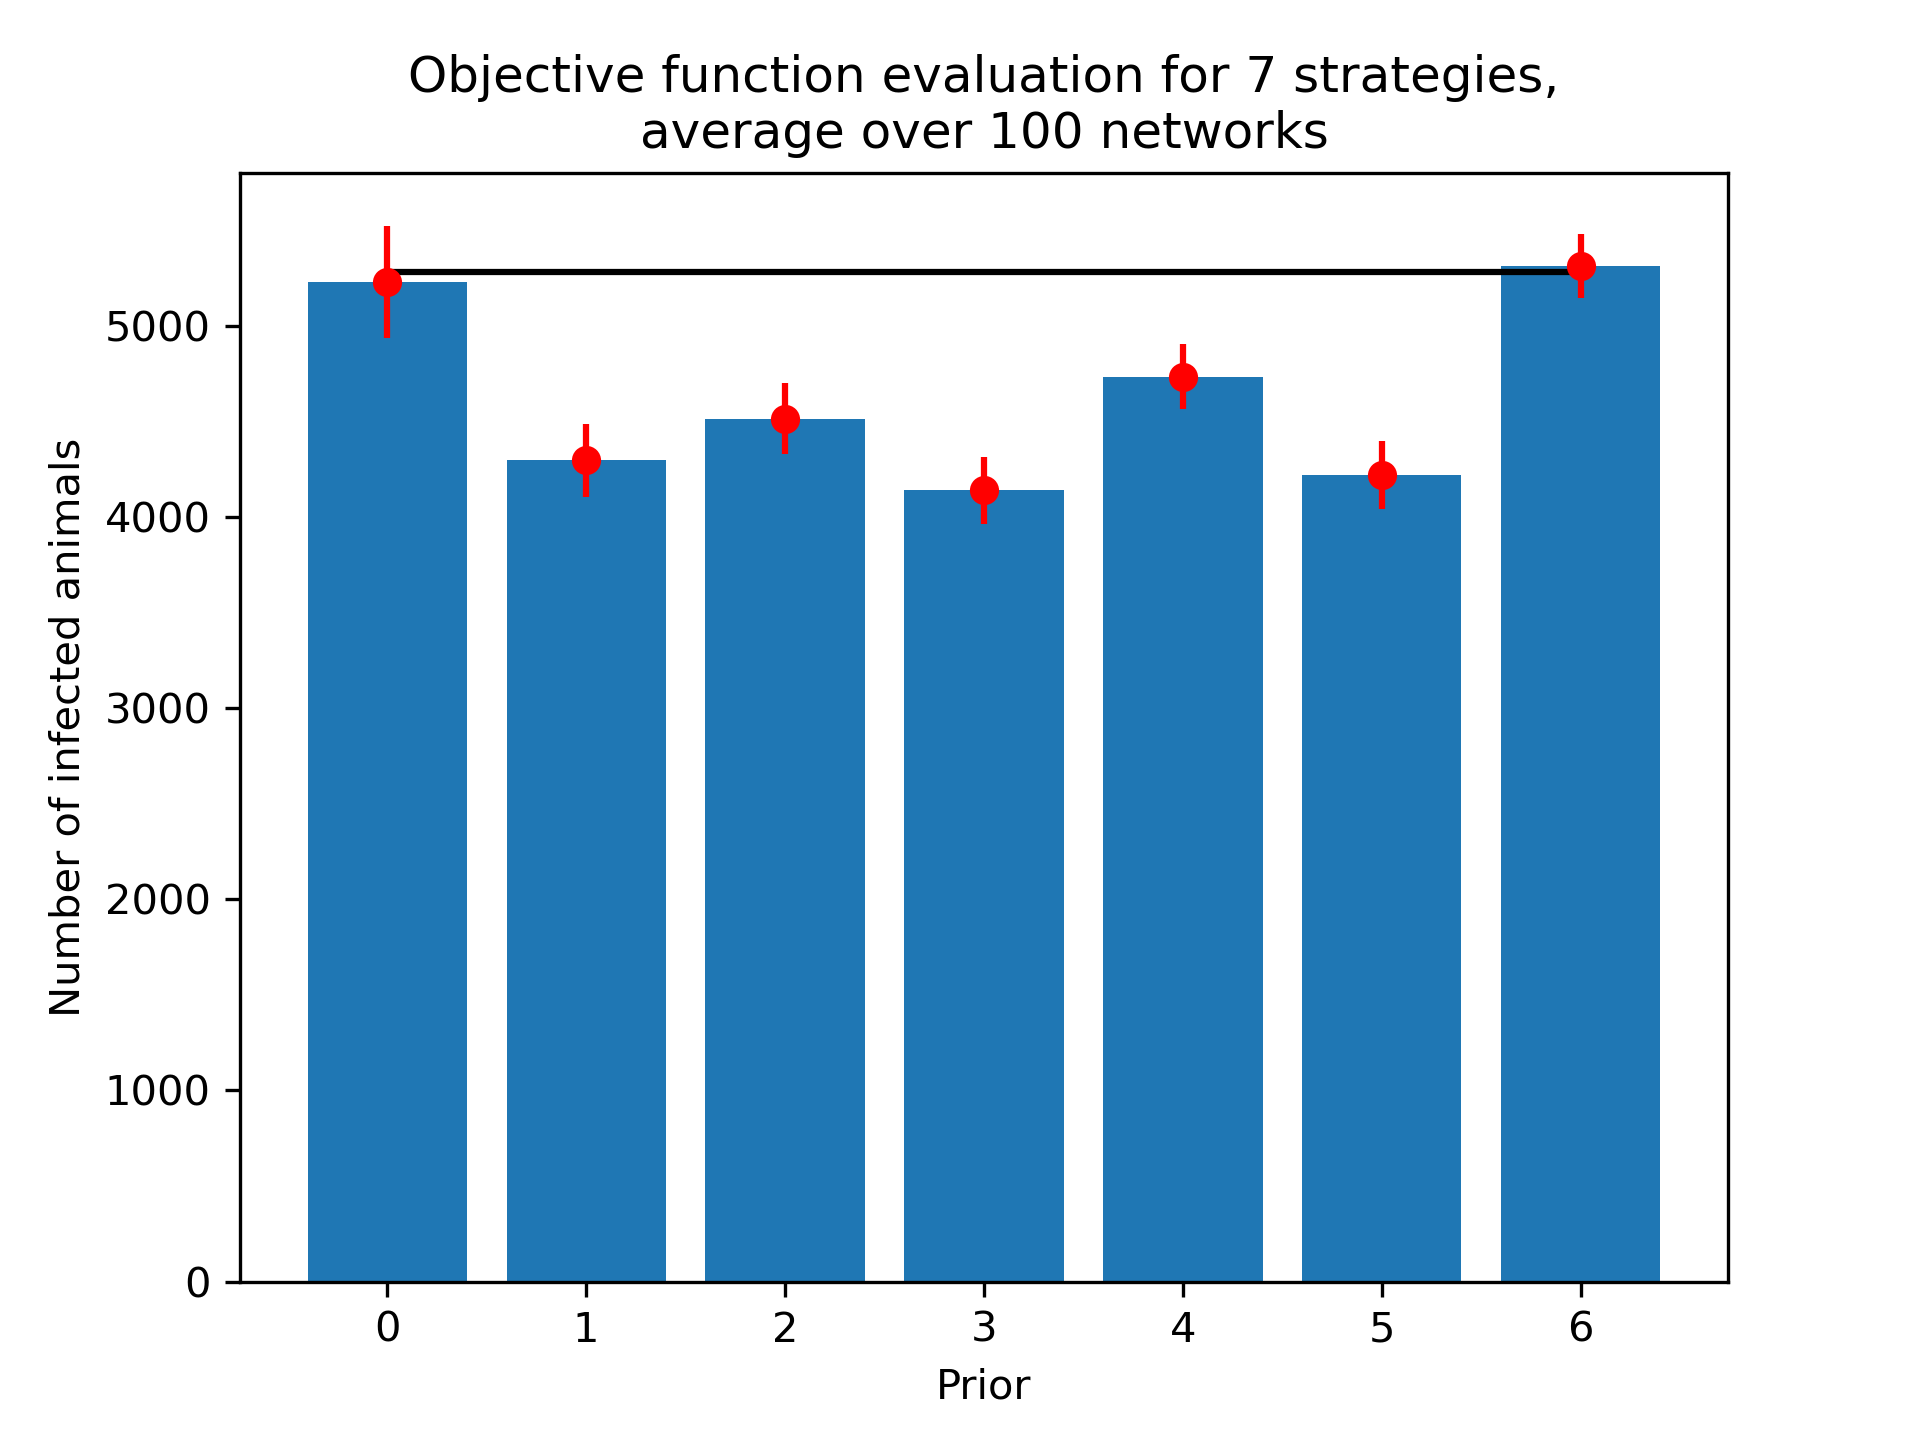 Objective function evaluation for 7 strategies,
average over 100 networks
Number of infected animals
5000
4000
3000
2000
1000
0
0 1 2 3 4 5 6
Prior